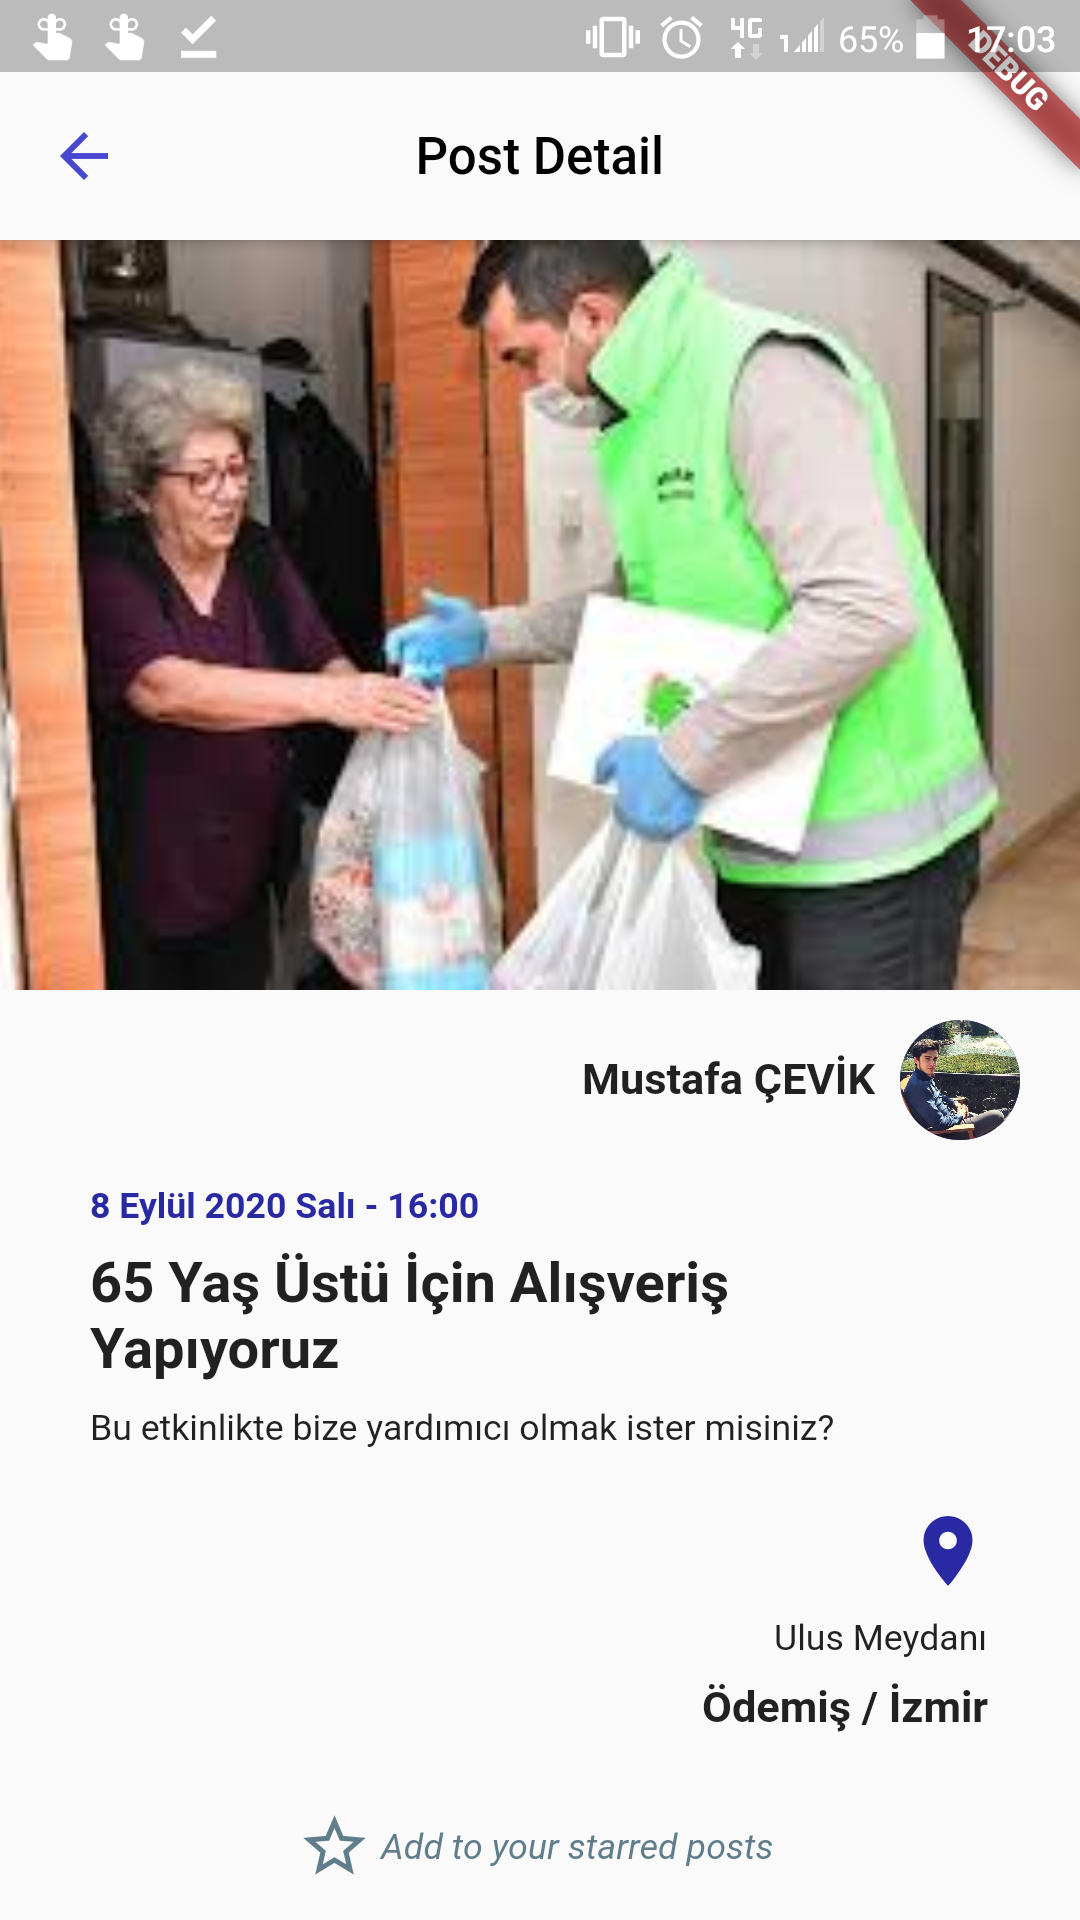 4G
1
65%
17:03
DEBUG
Post Detail
Mustafa ÇEVİK
8 Eylül 2020 Salı - 16:00
65 Yaş Üstü İçin Alışveriş
Yapıyoruz
Bu etkinlikte bize yardımcı olmak ister misiniz?
Ulus Meydanı
Ödemiş / İzmir
Add to your starred posts